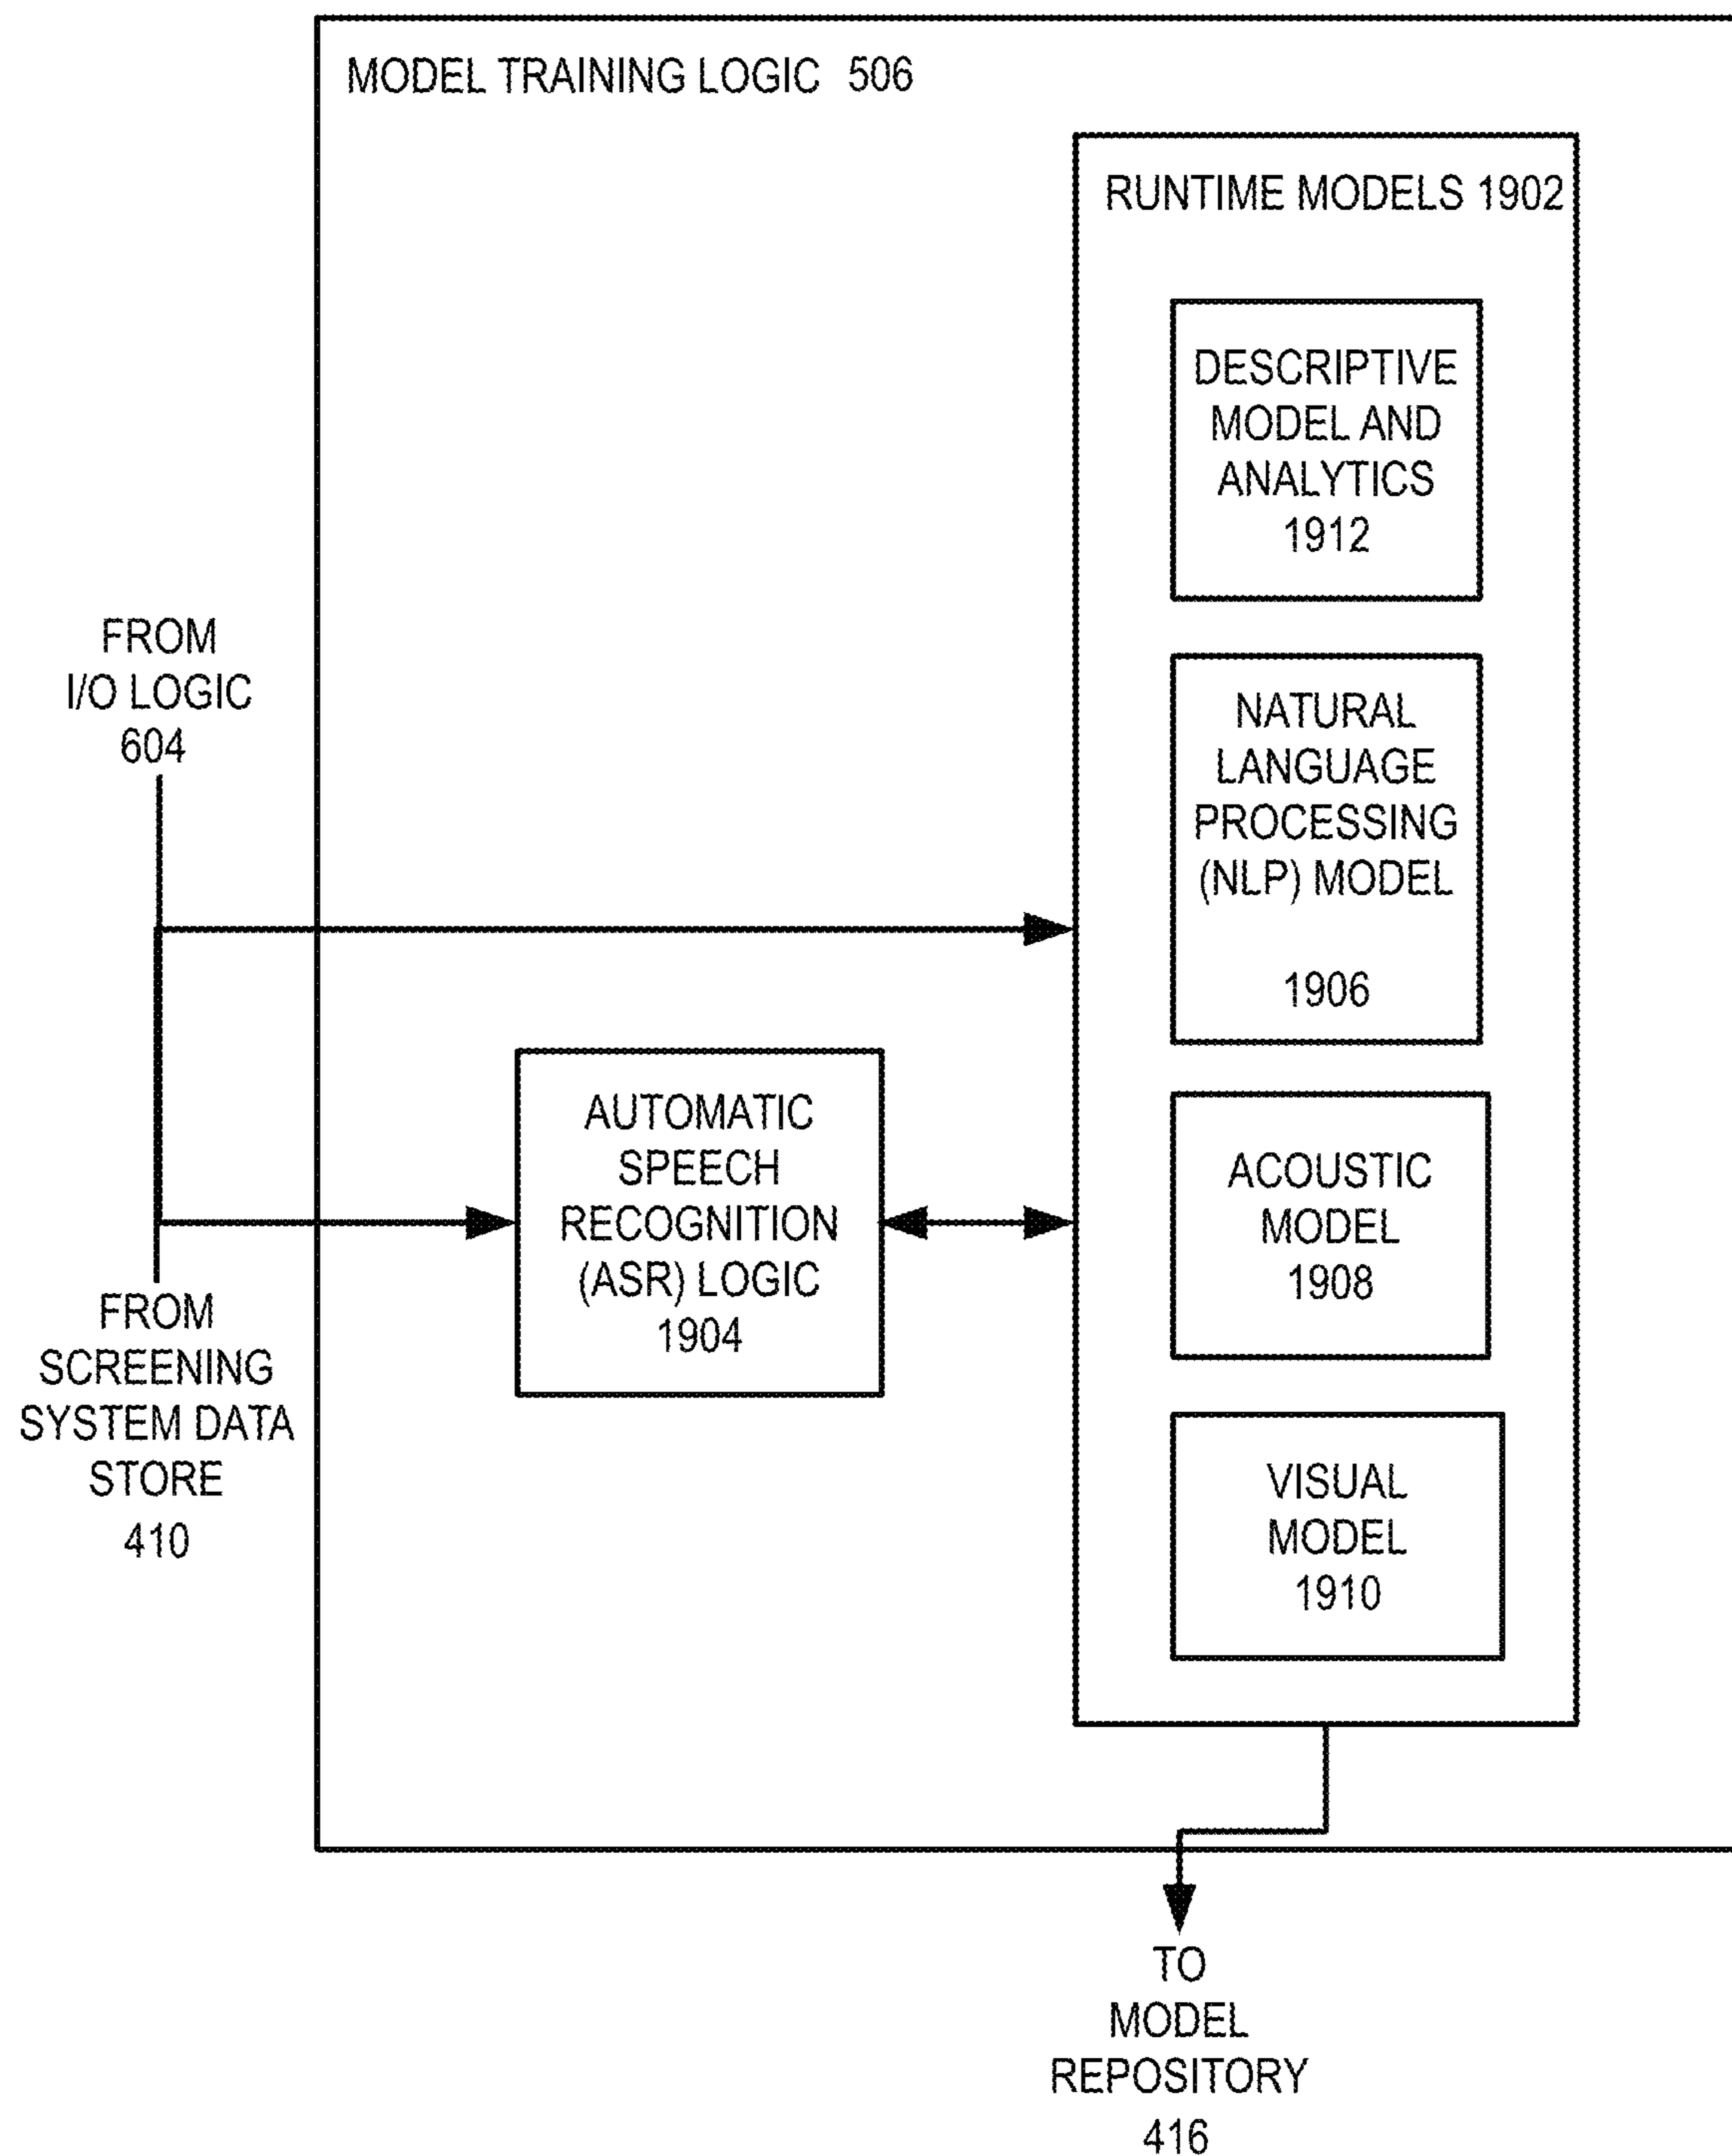 MODEL TRAINING LOGIC 506
RUNTIME MODELS 1902
DESCRIPTIVE
MODEL AND
ANALYTICS
1912
FROM
I/O LOGIC
604
NATURAL
LANGUAGE
PROCESSING
(NLP) MODEL
1906
AUTOMATIC
SPEECH
RECOGNITION
(ASR) LOGIC
1904
ACOUSTIC
MODEL
1908
FROM
SCREENING
SYSTEM DATA
STORE
410
VISUAL
MODEL
1910
TO
MODEL
REPOSITORY
416